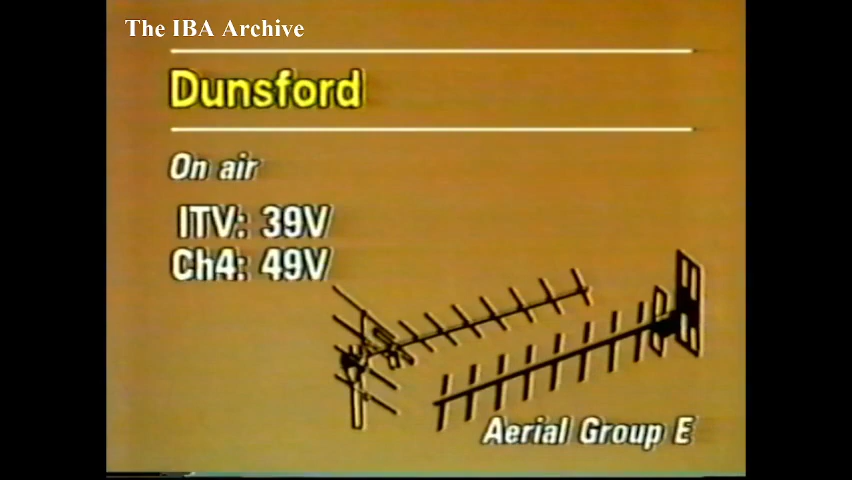 The IBA Archive
Dunsford
On air
ITV: 39V
Ch4: 49V
Aerial Group E